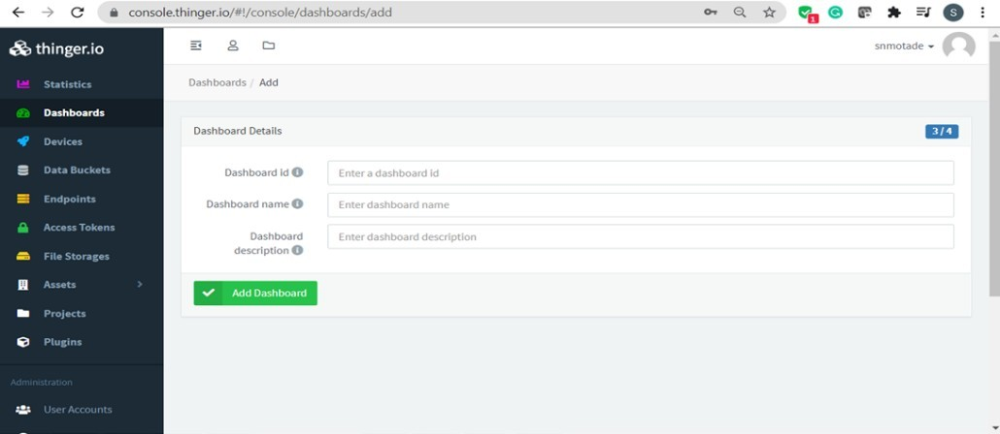 console.thinger.io/#!/console/dashboards/add
1
S
thinger.io
snmotade
Statistics
Dashboards / Add
Dashboards
Dashboard Details
3 / 4
Devices
Dashboard id
Enter a dashboard id
Data Buckets
Dashboard name
Enter dashboard name
Endpoints
Access Tokens
Dashboard description
Enter dashboard description
File Storages
Assets
Add Dashboard
Projects
Plugins
Administration
User Accounts